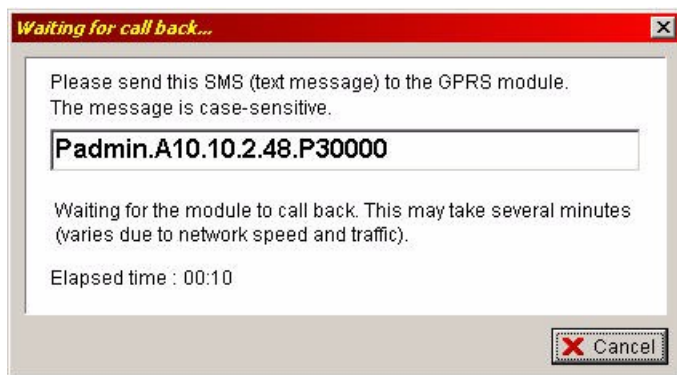 Waiting for call back...
Please send this SMS (text message) to the GPRS module.
The message is case-sensitive.
Padmin.A10.10.2.48.P30000
Waiting for the module to call back. This may take several minutes
(varies due to network speed and traffic).
Elapsed time : 00:10
Cancel